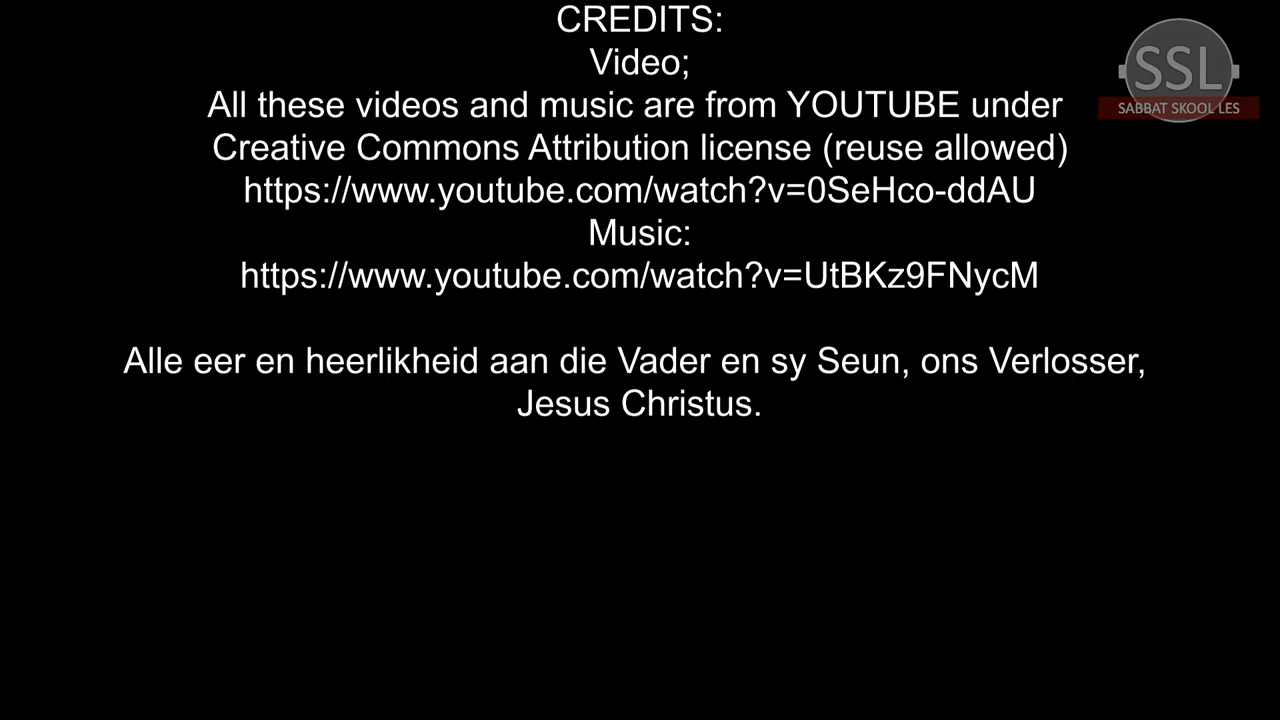 CREDITS:
Video;
All these videos and music are from YOUTUBE under
Creative Commons Attribution license (reuse allowed)
https://www.youtube.com/watch?v=0SeHco-ddAU
Music:
https://www.youtube.com/watch?v=UtBKz9FNycM
Alle eer en heerlikheid aan die Vader en sy Seun, ons Verlosser,
Jesus Christus.
SSL
SABBAT SKOOL LES